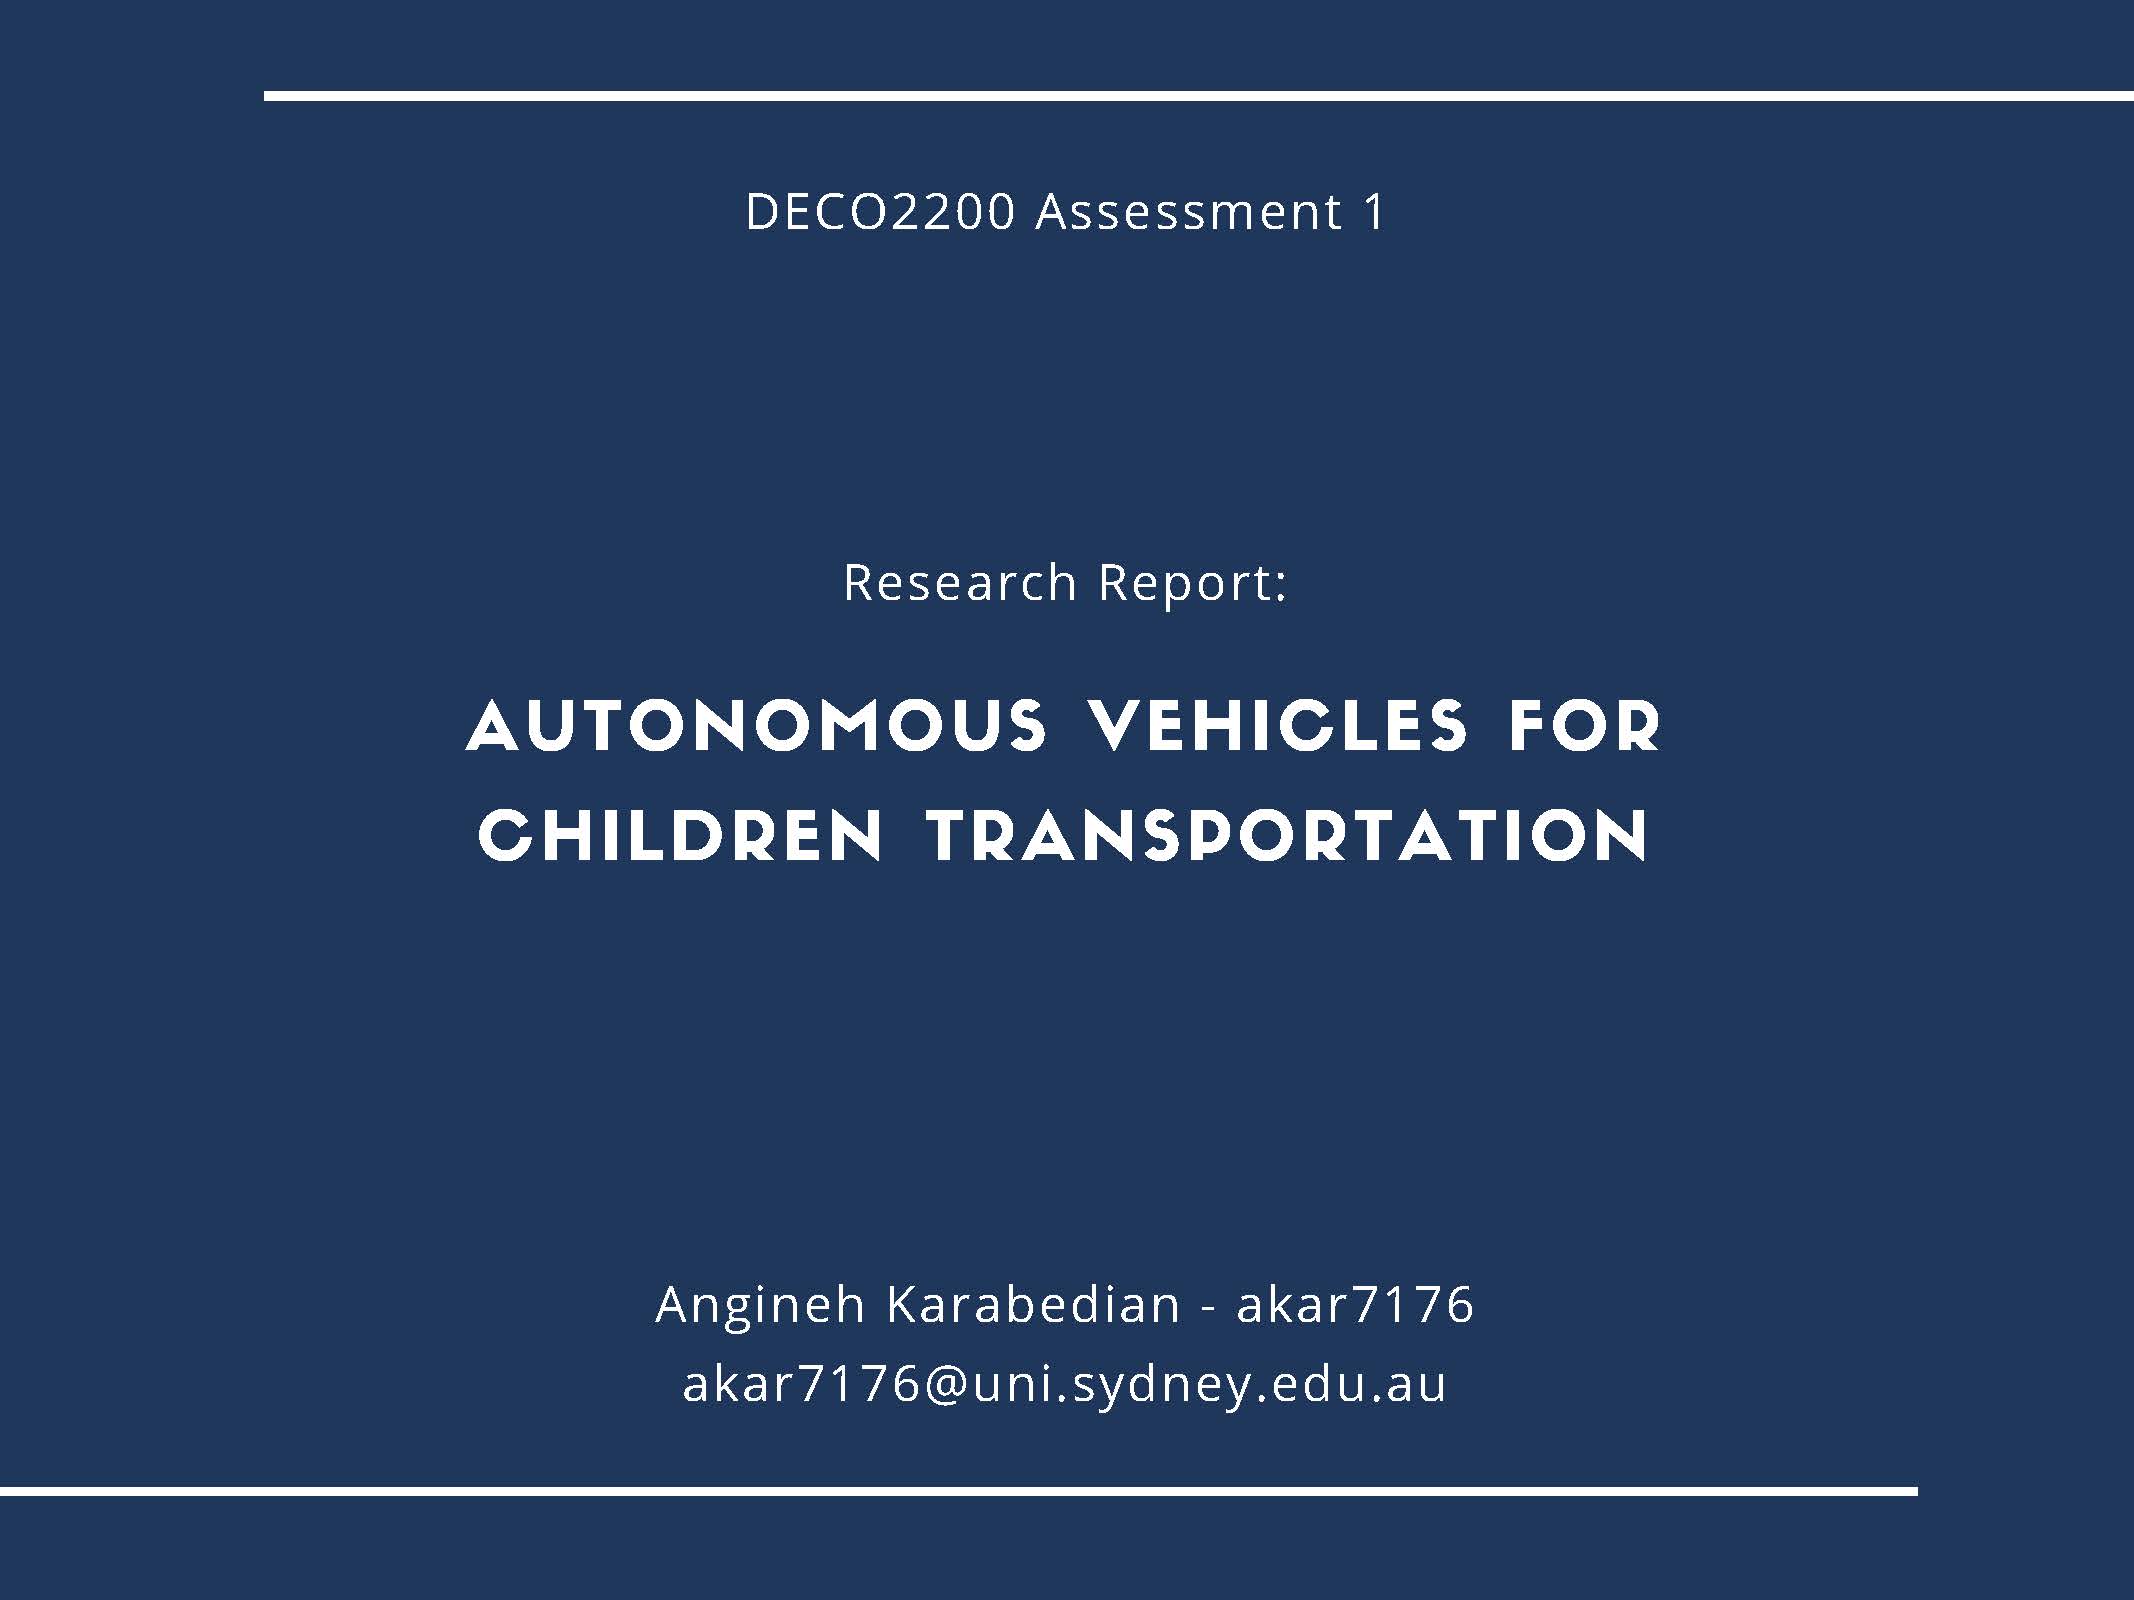 DECO2200 Assessment 1
Research Report:
AUTONOMOUS VEHICLES FOR
CHILDREN TRANSPORTATION
Angineh Karabedian - akar7176
akar7176@uni.sydney.edu.au